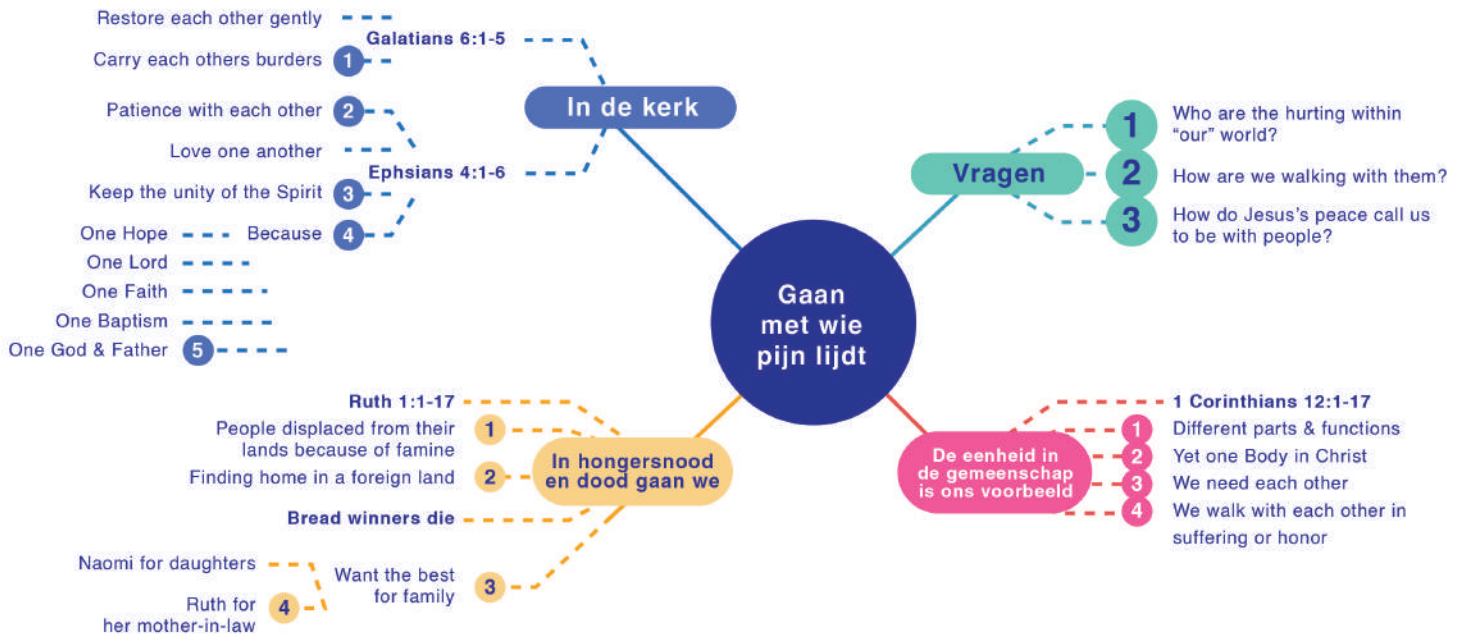 Restore each other gently
Galatians 6:1-5
Carry each others burders
1
In de kerk
Patience with each other
2
Love one another
Ephsians 4:1-6
Keep the unity of the Spirit
3
One Hope
Because
4
One Lord
One Faith
One Baptism
One God & Father
5
Vragen
1
Who are the hurting within
“our” world?
2
How are we walking with them?
3
How do Jesus’s peace call us
to be with people?
Gaan
met wie
pijn lijdt
Ruth 1:1-17
People displaced from their
lands because of famine
1
Finding home in a foreign land
2
In hongersnood
en dood gaan we
Bread winners die
Naomi for daughters
Want the best
for family
3
Ruth for
her mother-in-law
4
De eenheid in
de gemeenschap
is ons voorbeeld
1 Corinthians 12:1-17
1
Different parts & functions
2
Yet one Body in Christ
3
We need each other
4
We walk with each other in
suffering or honor